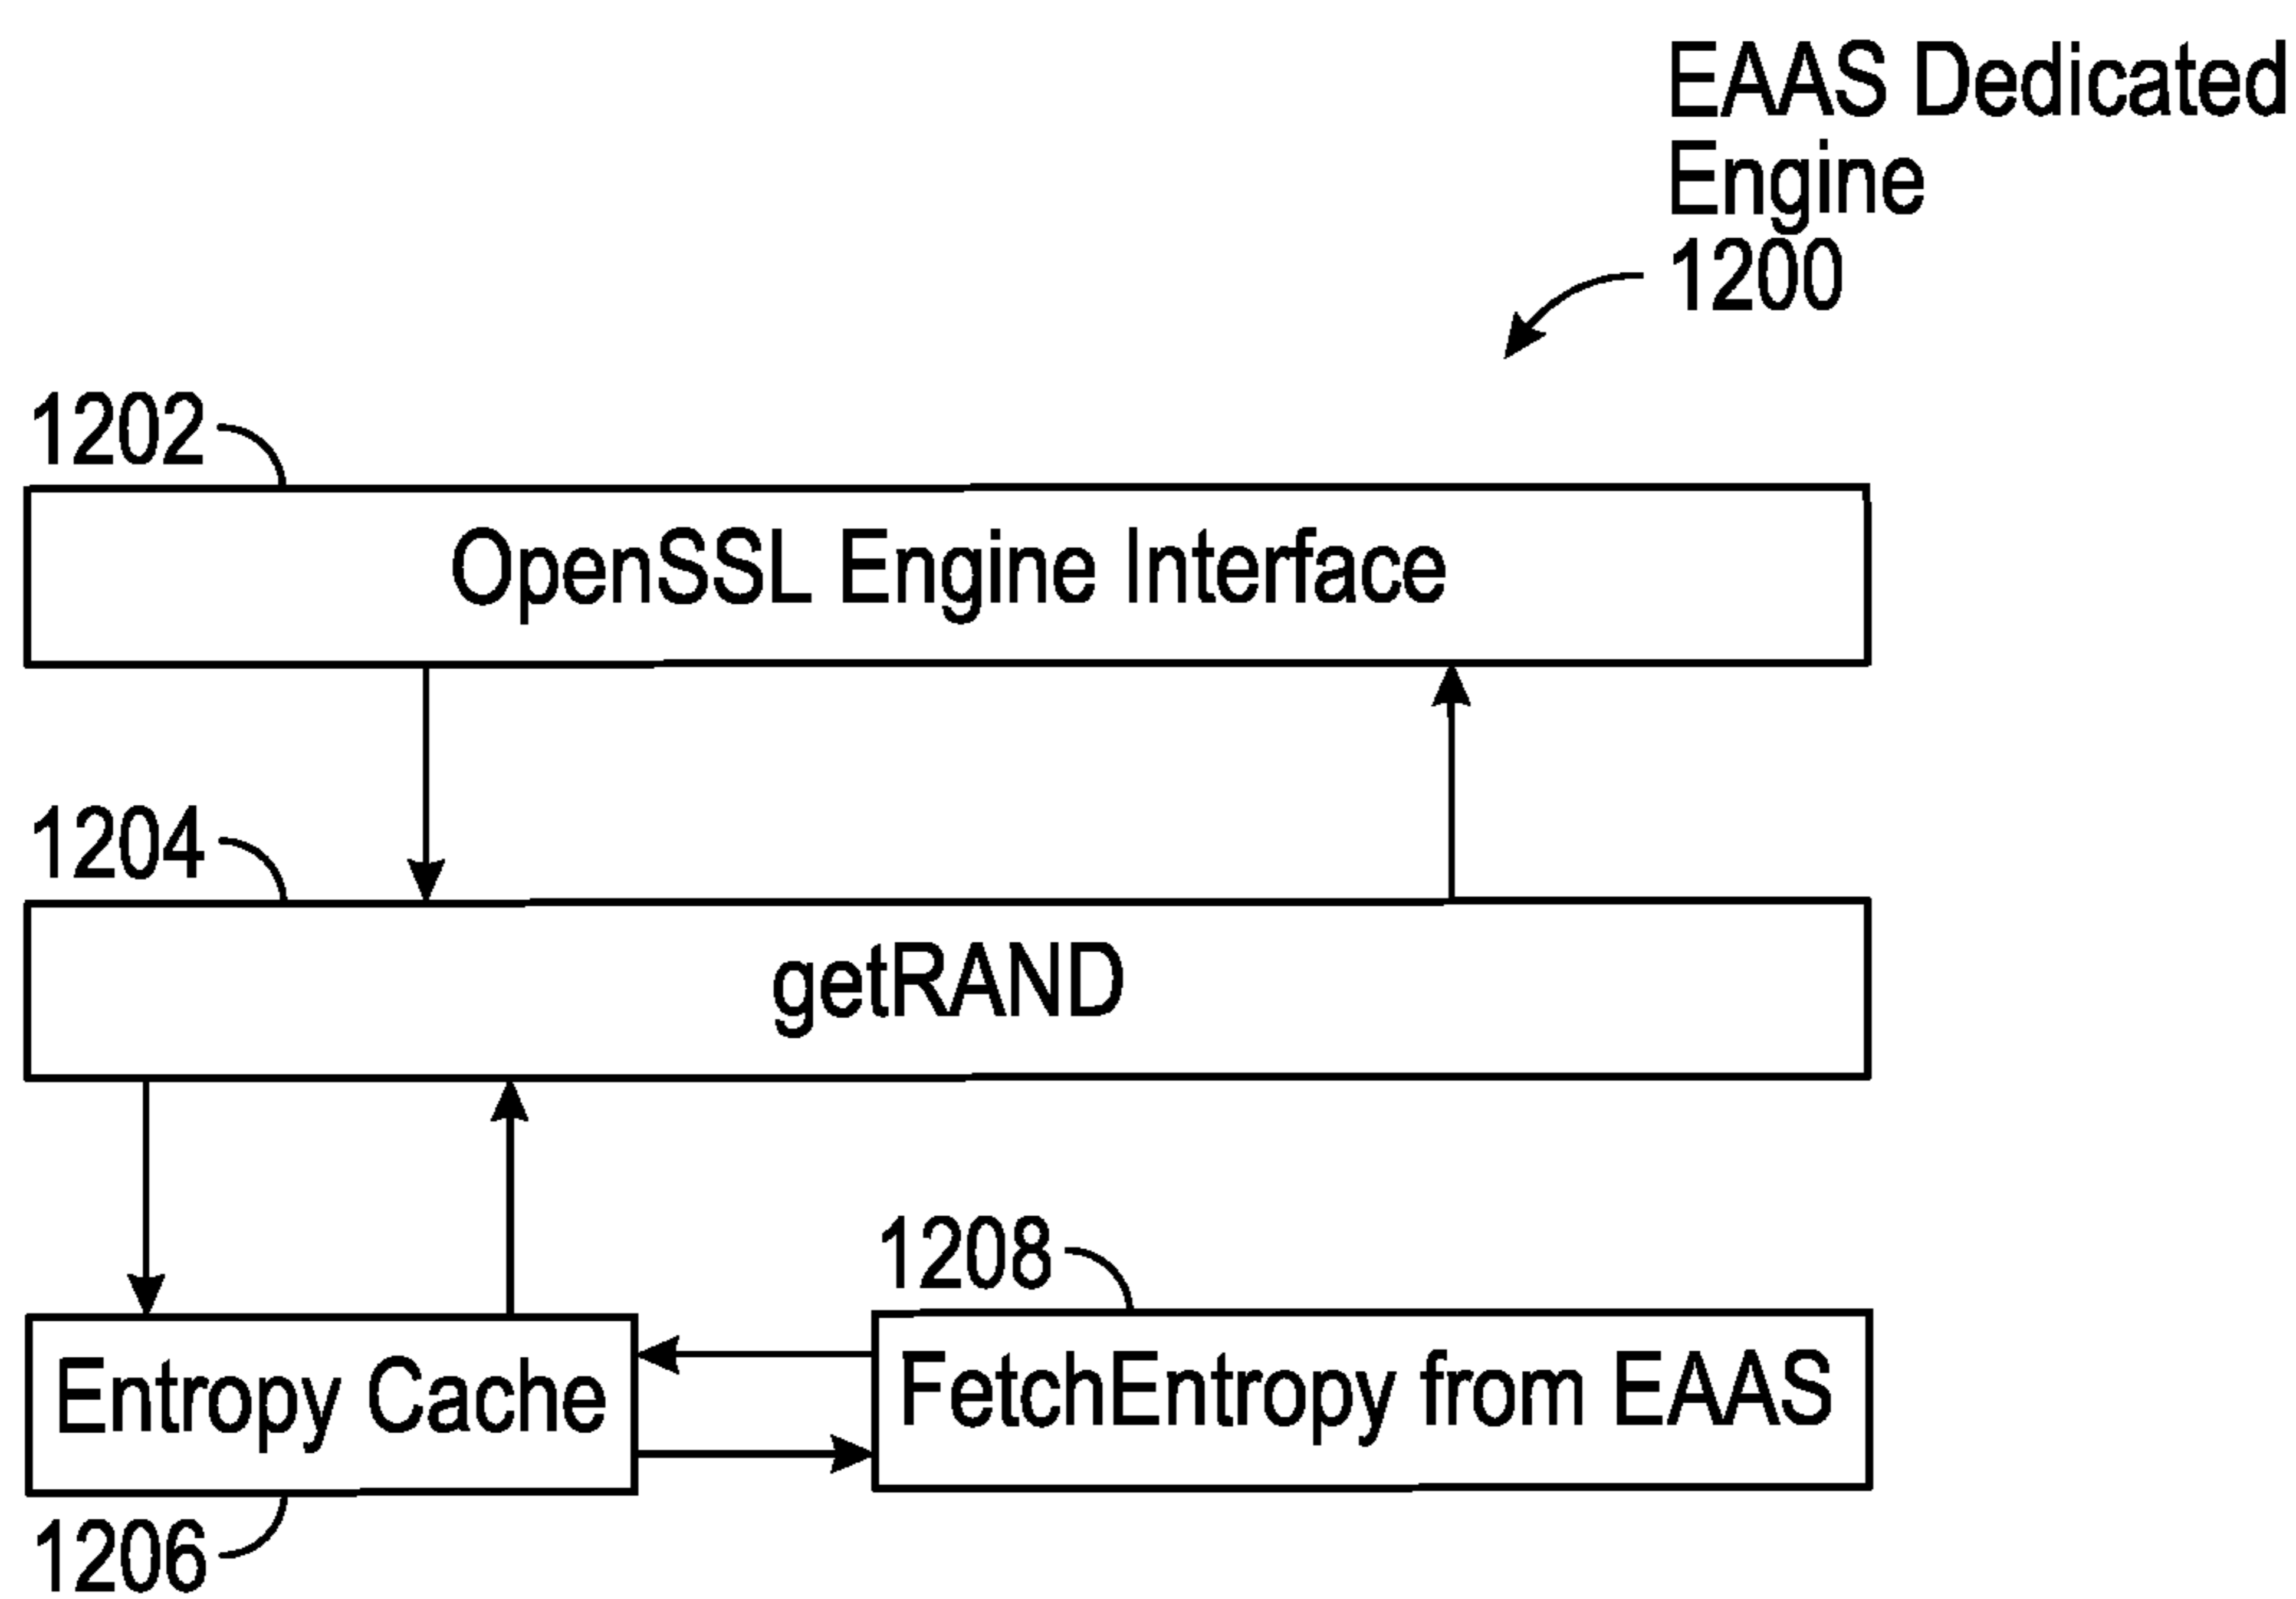 EAAS Dedicated
Engine
1200
1202
OpenSSL Engine Interface
1204
getRAND
1208
Entropy Cache
FetchEntropy from EAAS
1206